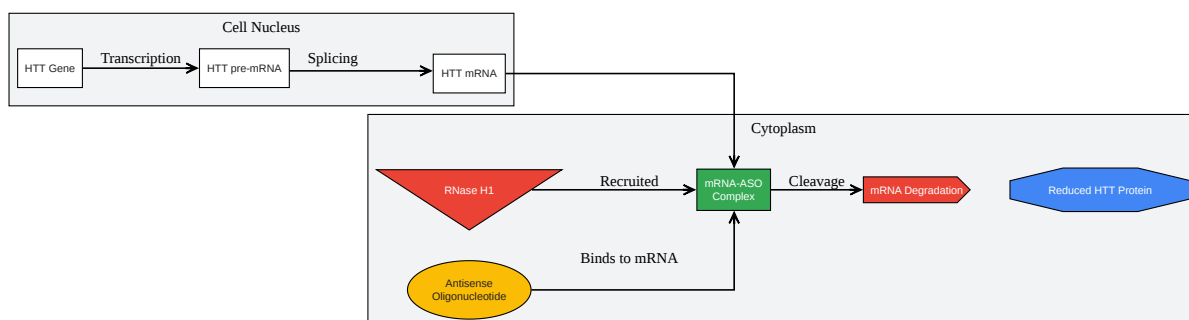 Cell Nucleus
HTT Gene
Transcription
HTT pre-mRNA
Splicing
HTT mRNA
Cytoplasm
RNase H1
Recruited
mRNA-ASO
Complex
Cleavage
mRNA Degradation
Reduced HTT Protein
Binds to mRNA
Antisense
Oligonucleotide